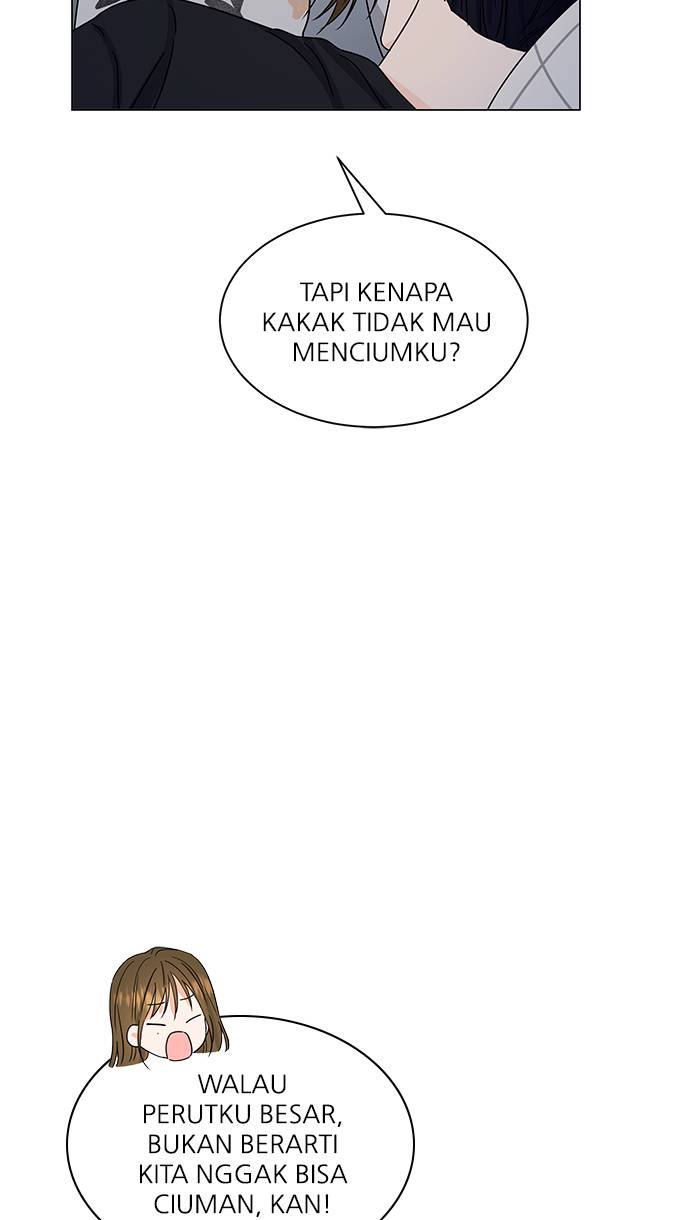 TAPI KENAPA
KAKAK TIDAK MAU
MENCIUMKU?
WALAU
PERUTKU BESAR,
BUKAN BERARTI
KITA NGGAK BISA
CIUMAN, KAN!